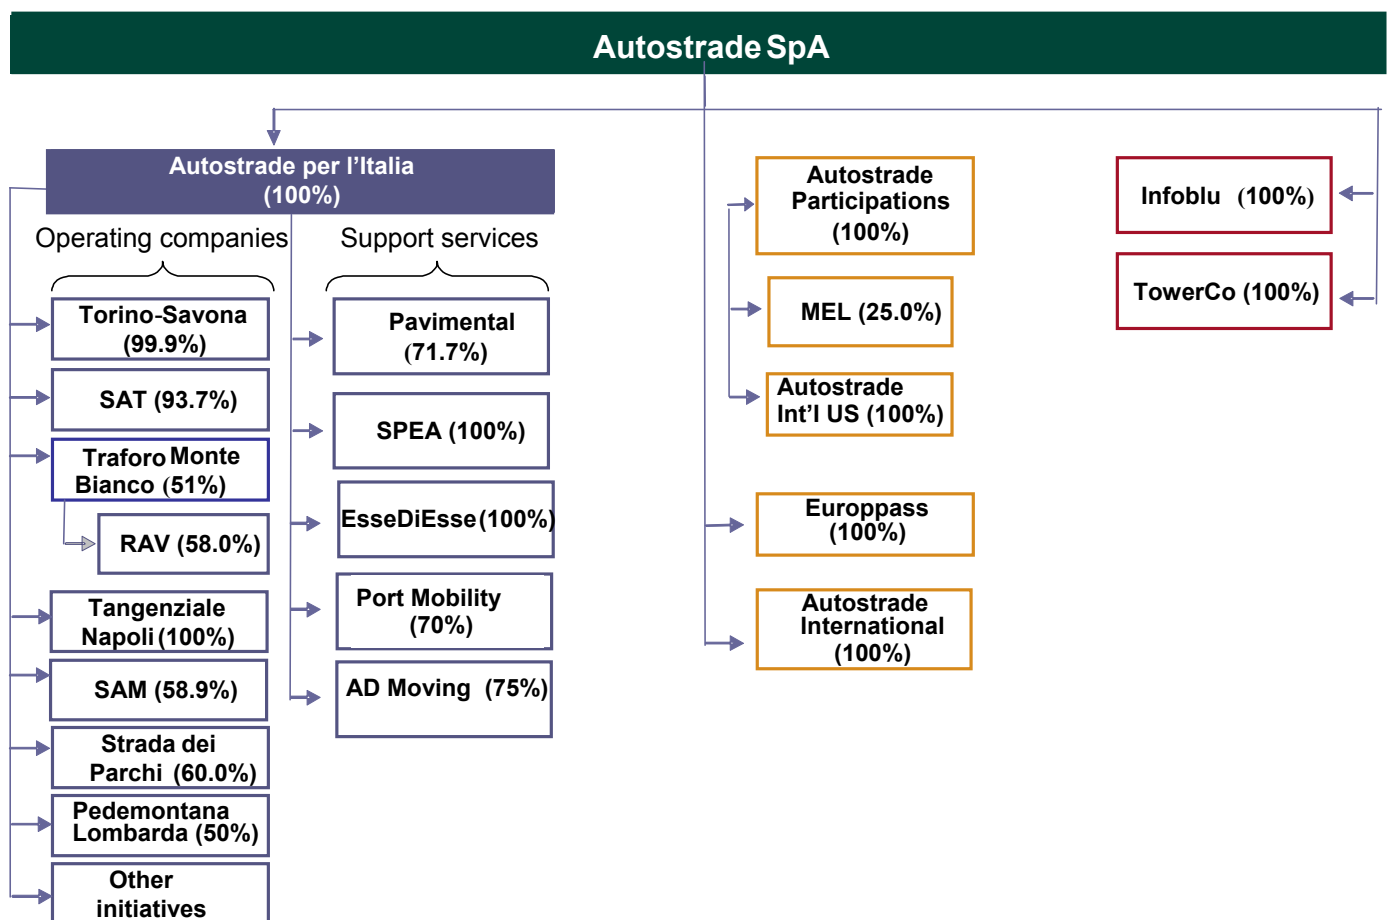 Autostrade SpA
Autostrade per l’Italia
(100%)
Operating companies
Torino-Savona
(99.9%)
SAT (93.7%)
Traforo Monte
Bianco (51%)
RAV (58.0%)
Tangenziale
Napoli (100%)
SAM (58.9%)
Strada dei
Parchi (60.0%)
Pedemontana
Lombarda (50%)
Other
initiatives
Support services
Pavimental
(71.7%)
SPEA (100%)
EsseDiEsse (100%)
Port Mobility
(70%)
AD Moving (75%)
Autostrade
Participations
(100%)
MEL (25.0%)
Autostrade
Int’l US (100%)
Europpass
(100%)
Autostrade
International
(100%)
Infoblu (100%)
TowerCo (100%)